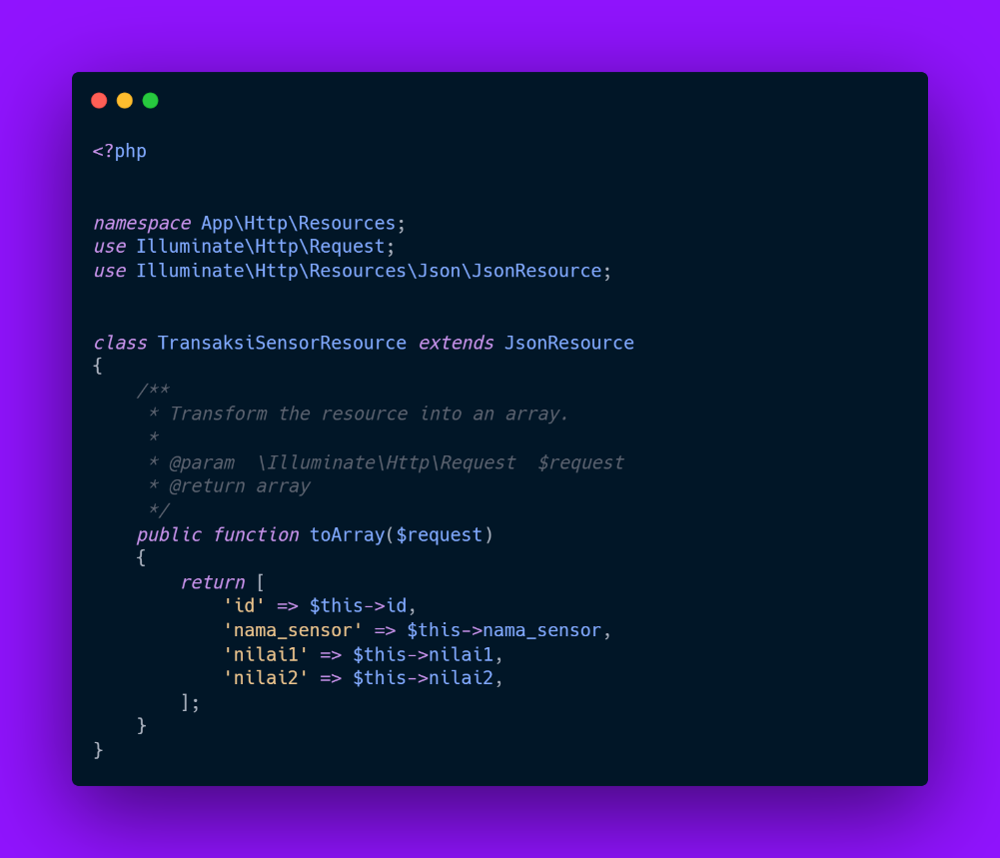 <?php
namespace App\Http\Resources;
use Illuminate\Http\Request;
use Illuminate\Http\Resources\Json\JsonResource;
class TransaksiSensorResource extends JsonResource
{
    /**
     * Transform the resource into an array.
     *
     * @param  \Illuminate\Http\Request  $request
     * @return array
     */
    public function toArray($request)
    {
        return [
            'id' => $this->id,
            'nama_sensor' => $this->nama_sensor,
            'nilai1' => $this->nilai1,
            'nilai2' => $this->nilai2,
        ];
    }
}